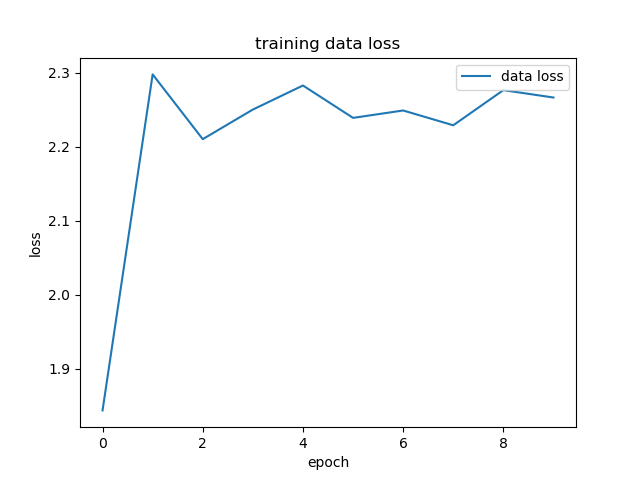 training data loss
data loss
2.3
2.2
2.1
2.0
1.9
loss
0 2 4 6 8
epoch